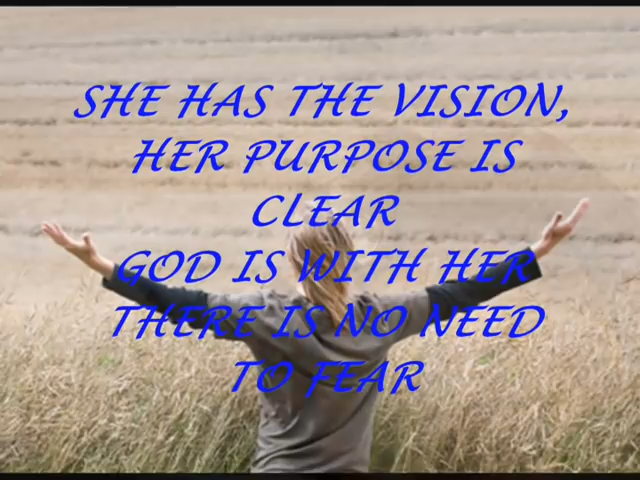 SHE HAS THE VISION,
HER PURPOSE IS
CLEAR
GOD IS WITH HER
THERE IS NO NEED
TO FEAR